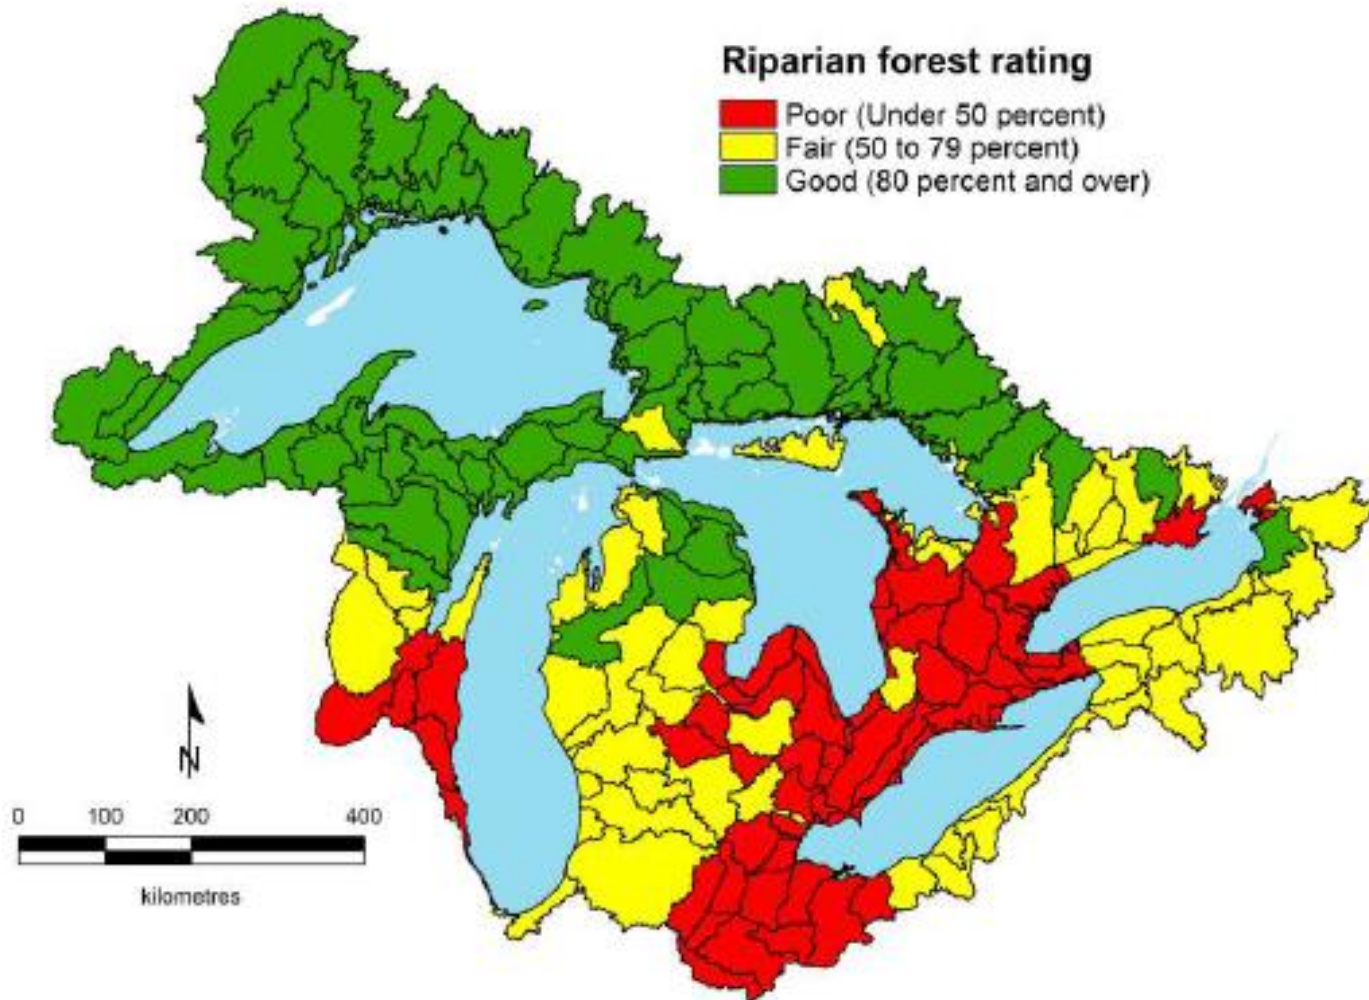 Riparian forest rating
Poor (Under 50 percent)
Fair (50 to 79 percent)
Good (80 percent and over)
N
0 100 200 400
kilometres